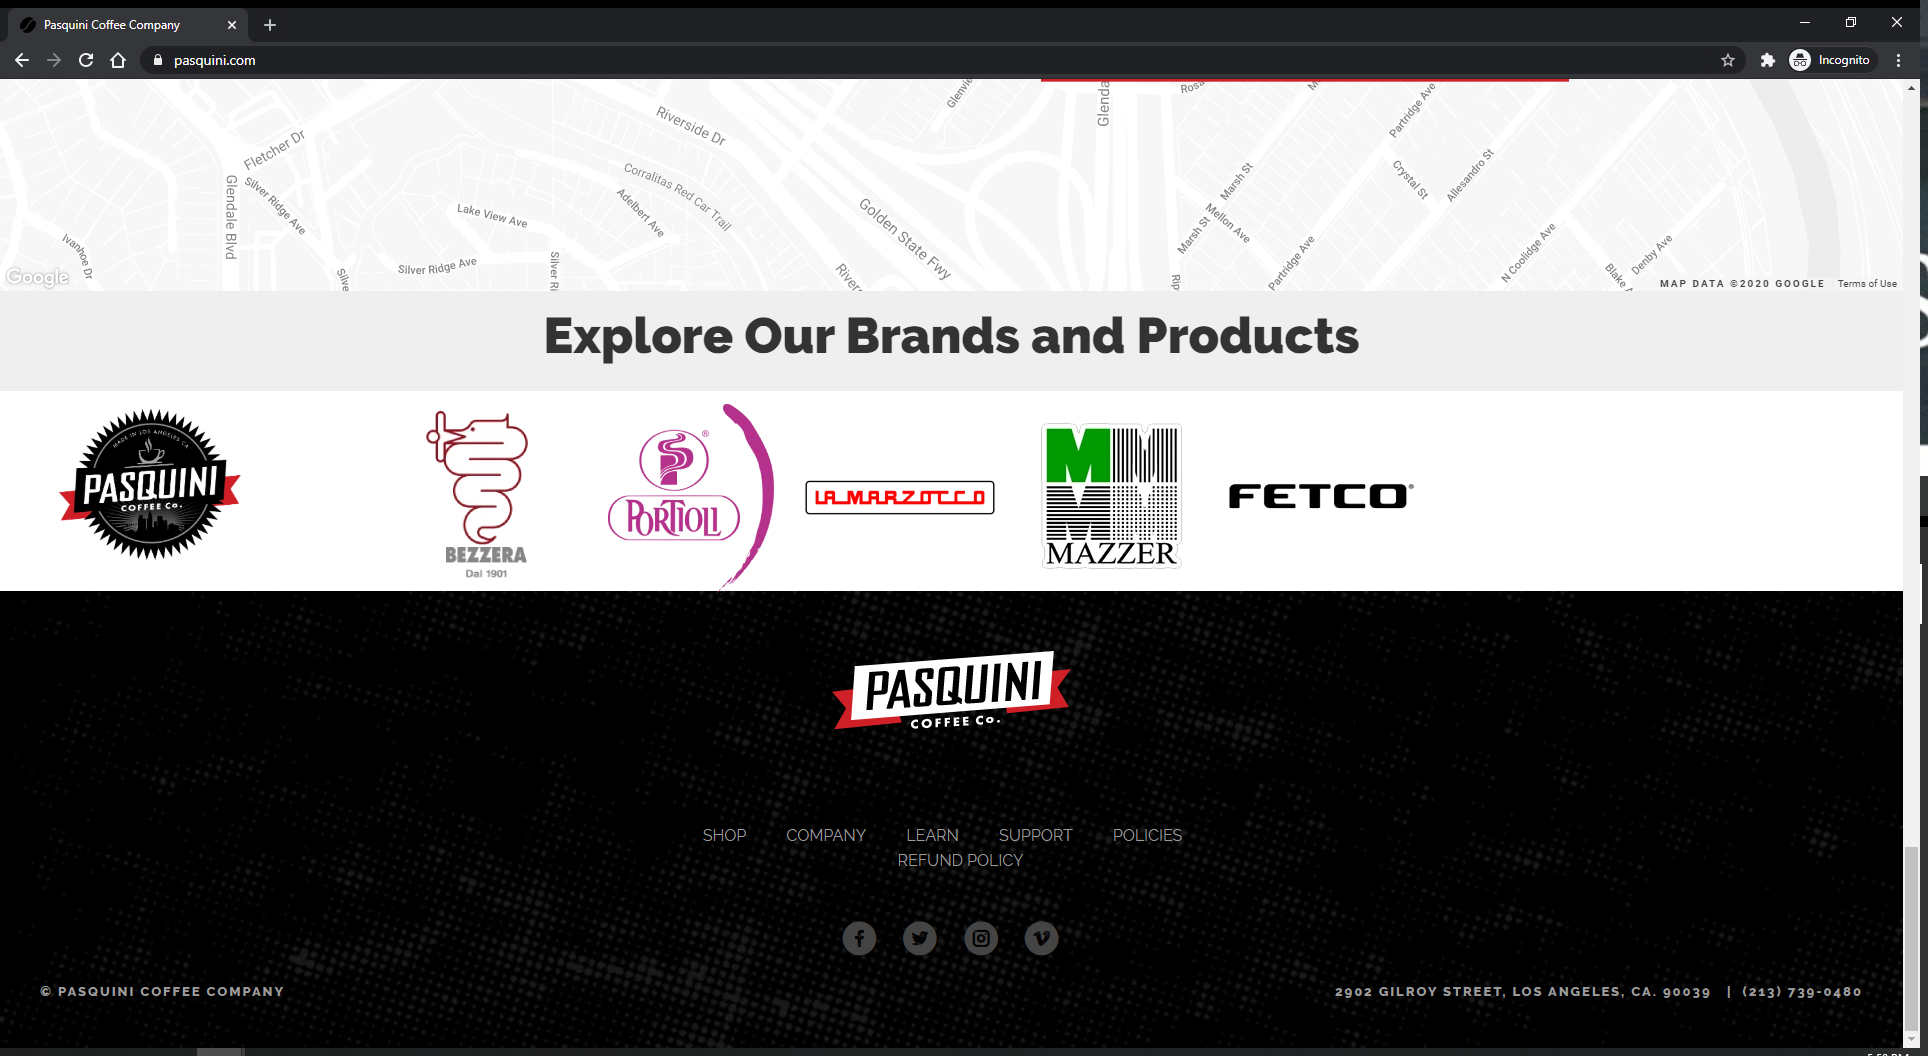 Pasquini Coffee Company
pasquini.com
Incognito
Glenda
Riverside Dr
Fletcher Dr
Glendale Blvd
Silver Ridge Ave
Corralitas Red Car Trail
Adelbert Ave
Lake View Ave
Golden State Fwy
Partridge Ave
Marsh St
Crystal St
Allesandro St
Mellon Ave
Marsh St
Partridge Ave
N Coolidge Ave
Denby Ave
Ivanhoe Dr
Silver Ridge Ave
Google
MAP DATA ©2020 GOOGLE
Terms of Use
Explore Our Brands and Products
MADE IN LOS ANGELES CA
PASQUINI
COFFEE Co.
BEZZERA
Dal 1901
PORTIOLI
LA MARZOCCO
MAZZER
FETCO
PASQUINI
COFFEE Co.
SHOP COMPANY LEARN SUPPORT POLICIES
REFUND POLICY
© PASQUINI COFFEE COMPANY
2902 GILROY STREET, LOS ANGELES, CA. 90039 | (213) 739-0480